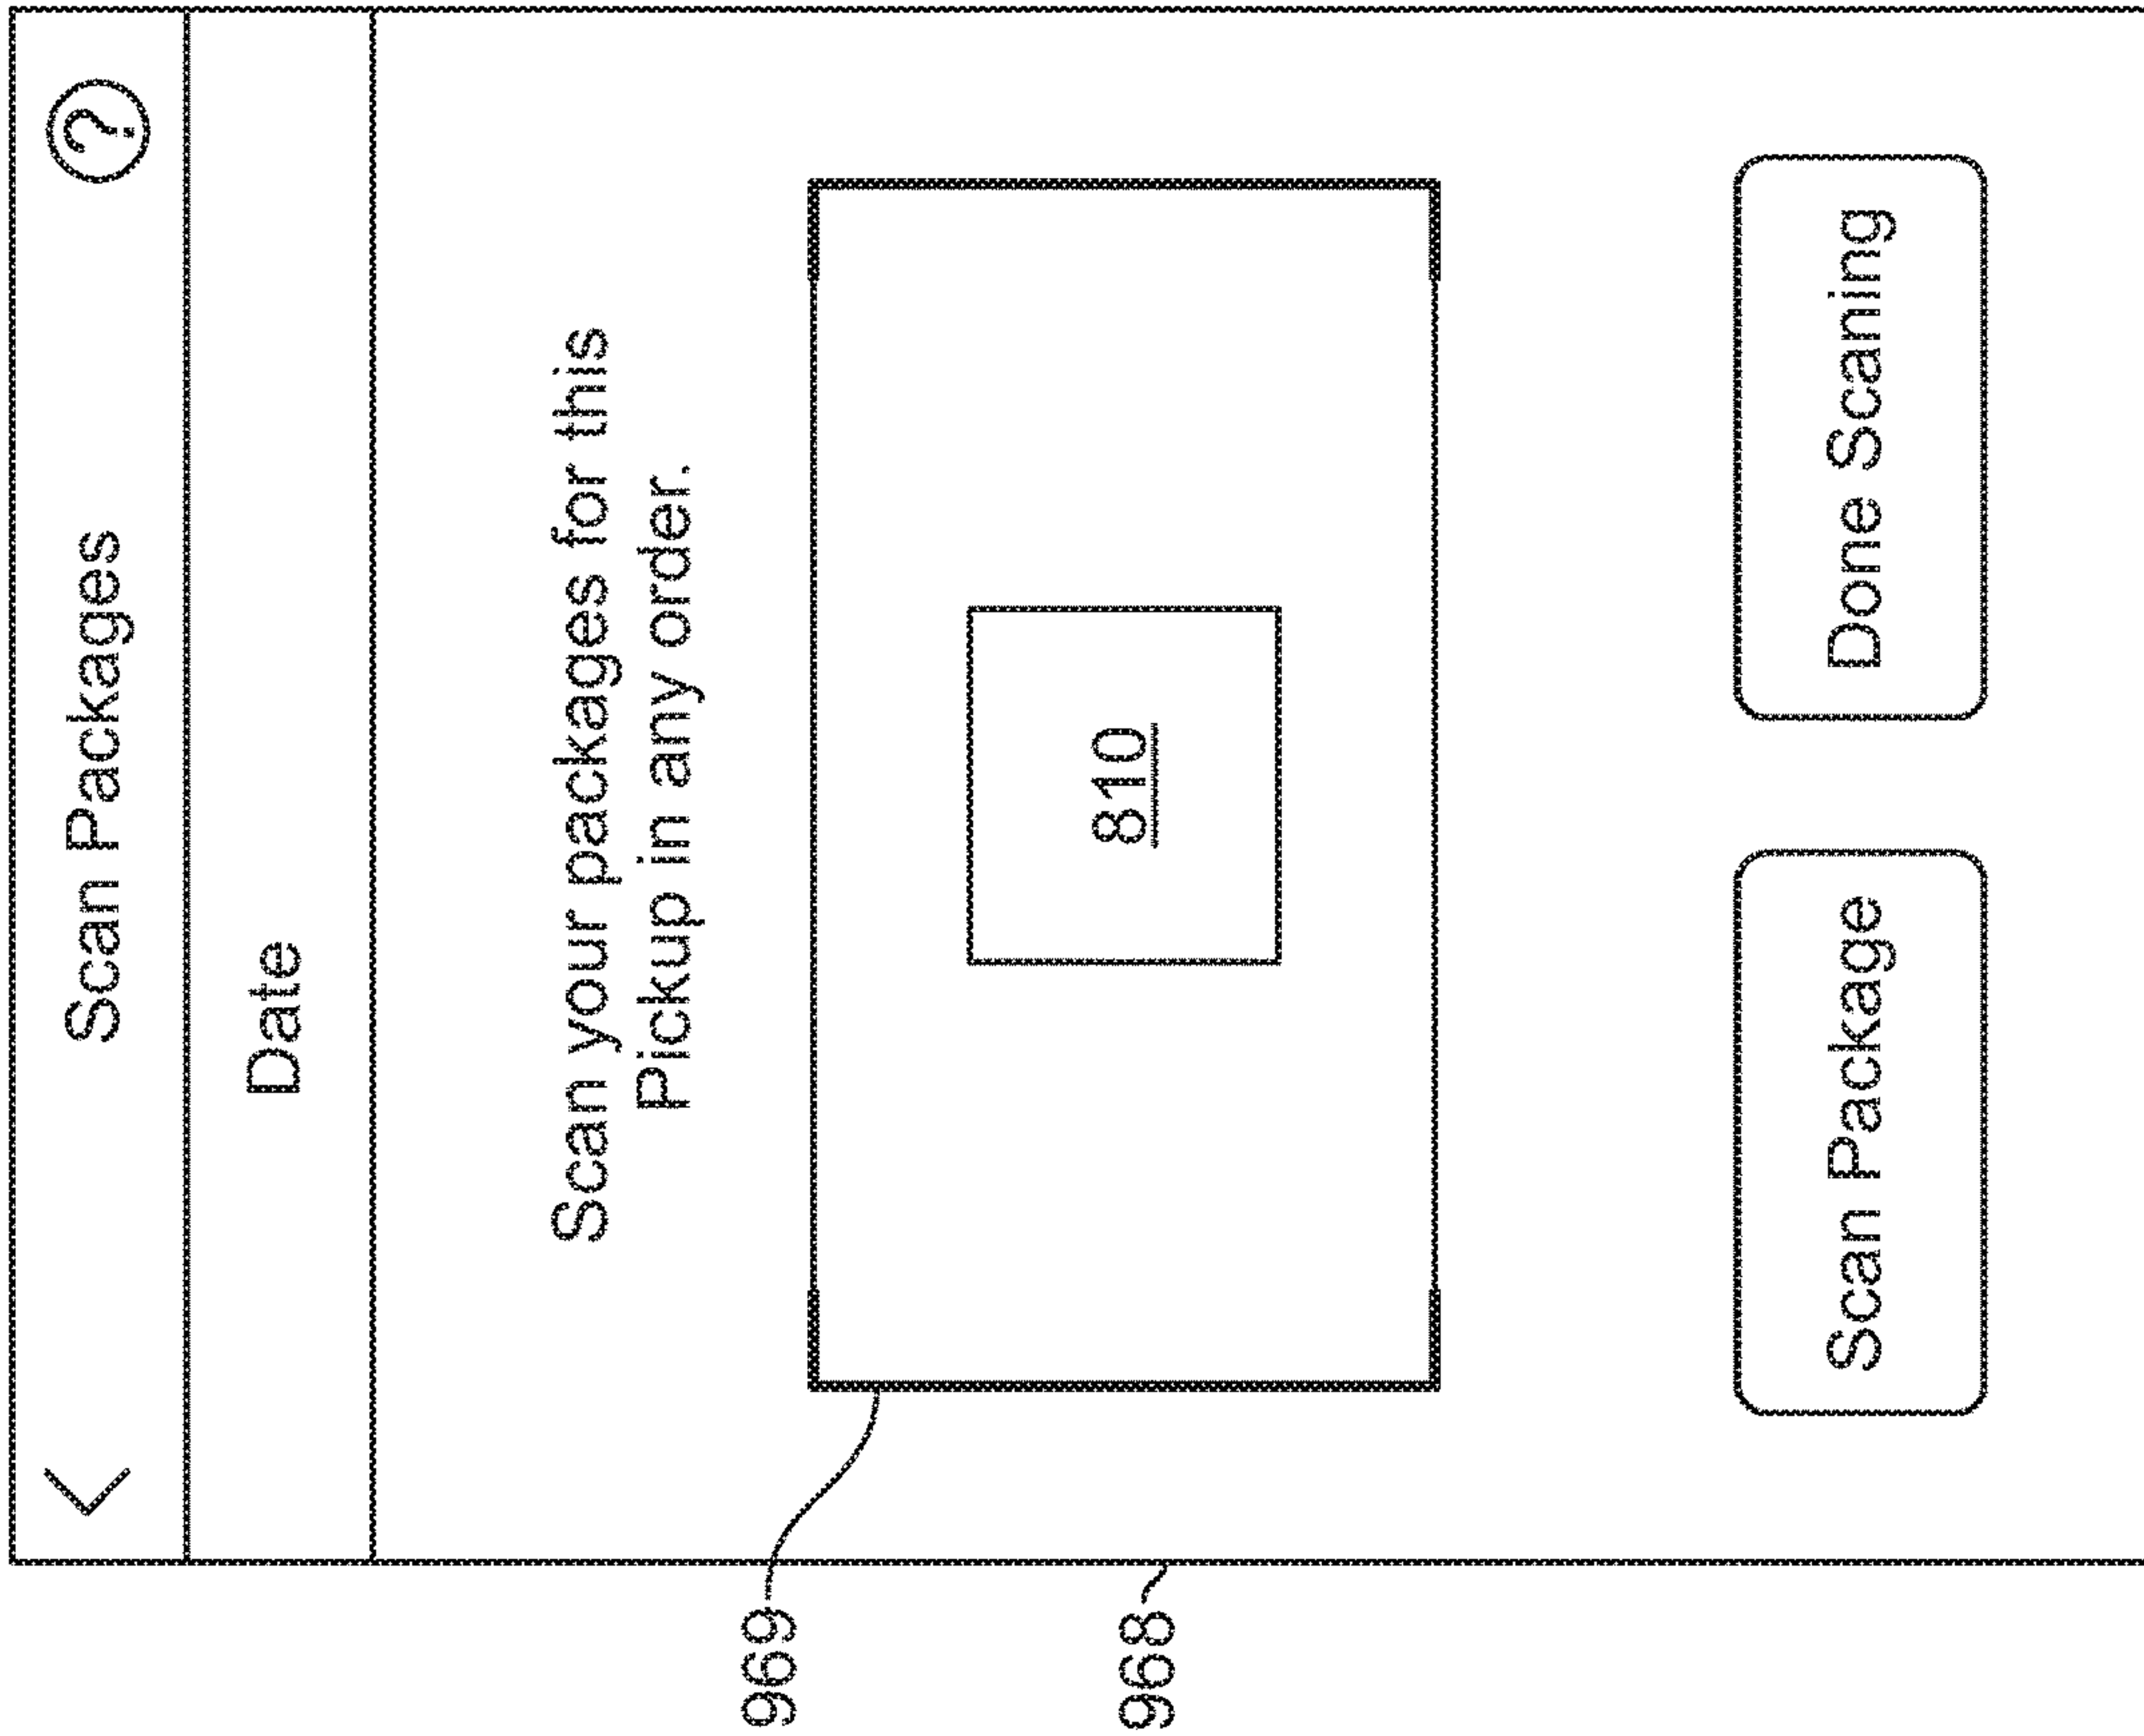 Scan Packages ?
Date
Scan your packages for this
Pickup in any order.
969
810
968
Scan Package Done Scaning